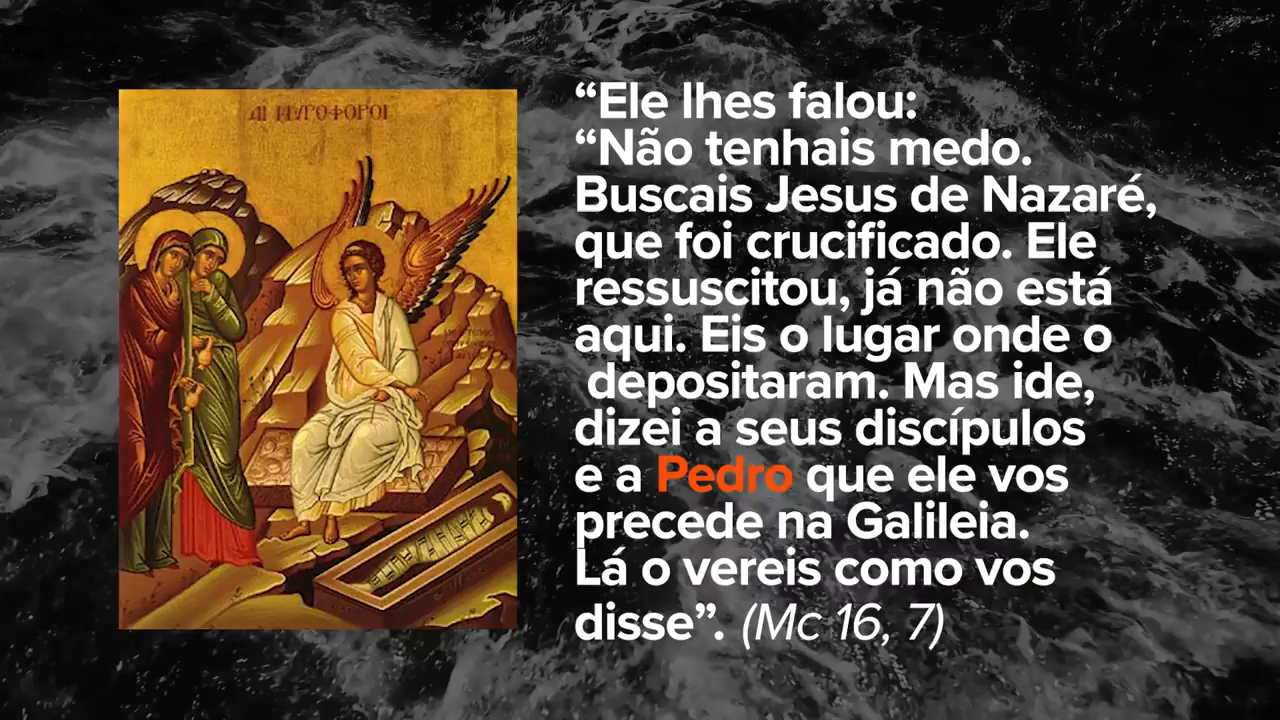 ΑΙ ΜΥΡΟΦΟΡΟΙ
“Ele lhes falou:
“Não tenhais medo.
Buscais Jesus de Nazaré,
que foi crucificado. Ele
ressuscitou, já não está
aqui. Eis o lugar onde o
depositaram. Mas ide,
dizei a seus discípulos
e a Pedro que ele vos
precede na Galileia.
Lá o vereis como vos
disse”. (Mc 16, 7)